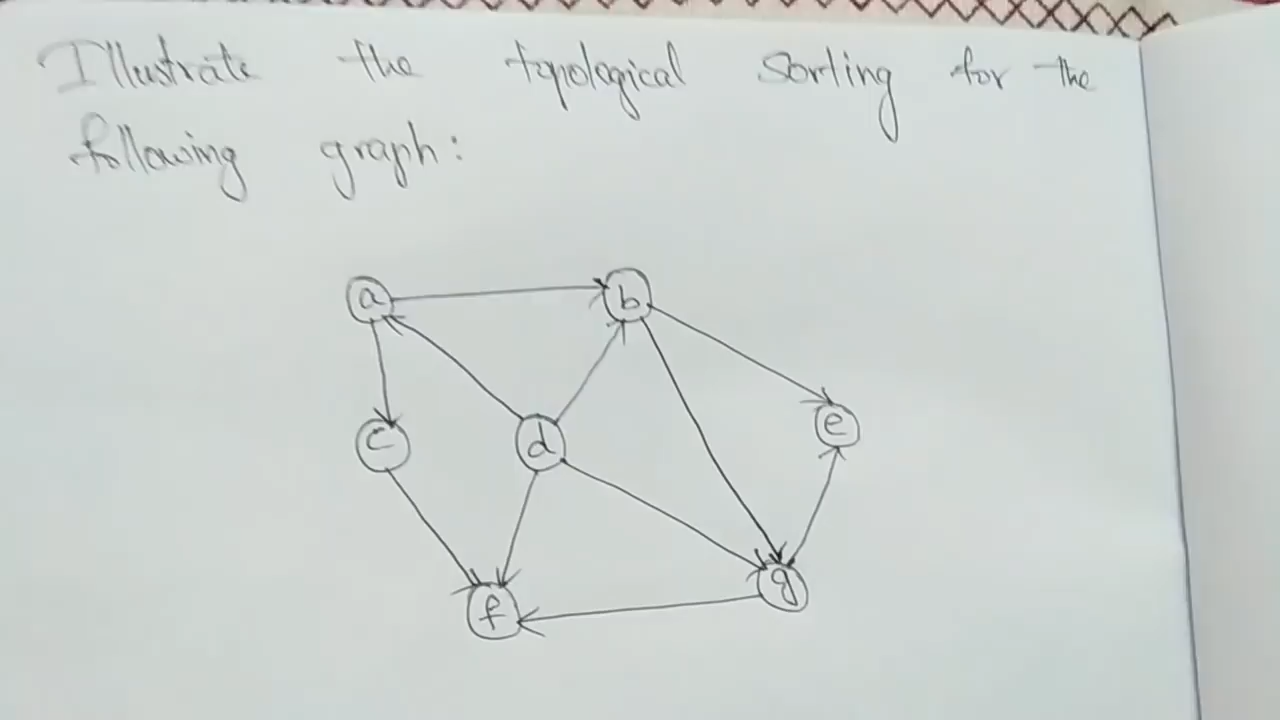 Illustrate the topological sorting for the
following graph:
a
b
c
d
e
f
g